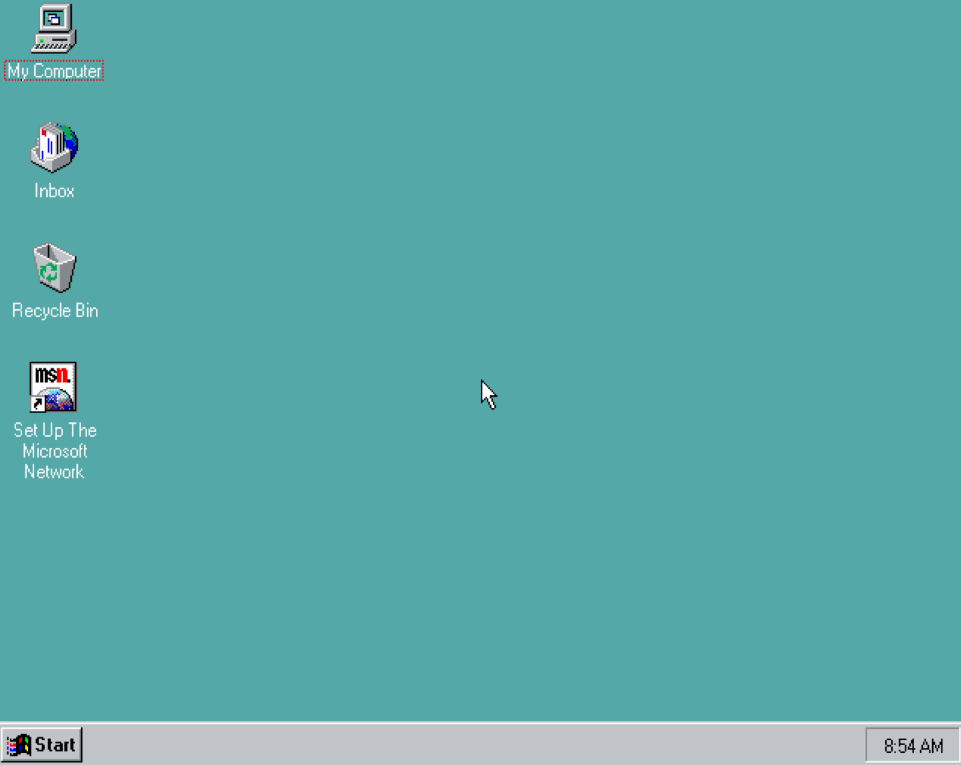 My Computer
Inbox
Recycle Bin
msn.
Set Up The
Microsoft
Network
Start
8:54 AM